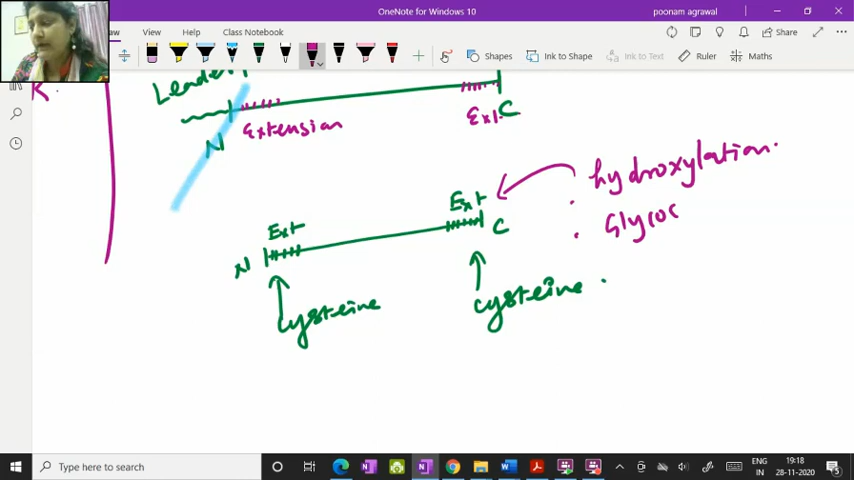 OneNote for Windows 10
poonam agrawal
View
Help
Class Notebook
Share
Shapes
Ink to Shape
Ink to Text
Ruler
Maths
R.
Extension
Ext.
C
N
hydroxylation.
Ext
Ext
C
Glycoc
N
cysteine
cysteine.
Type here to search
ENG
IN
19:18
28-11-2020